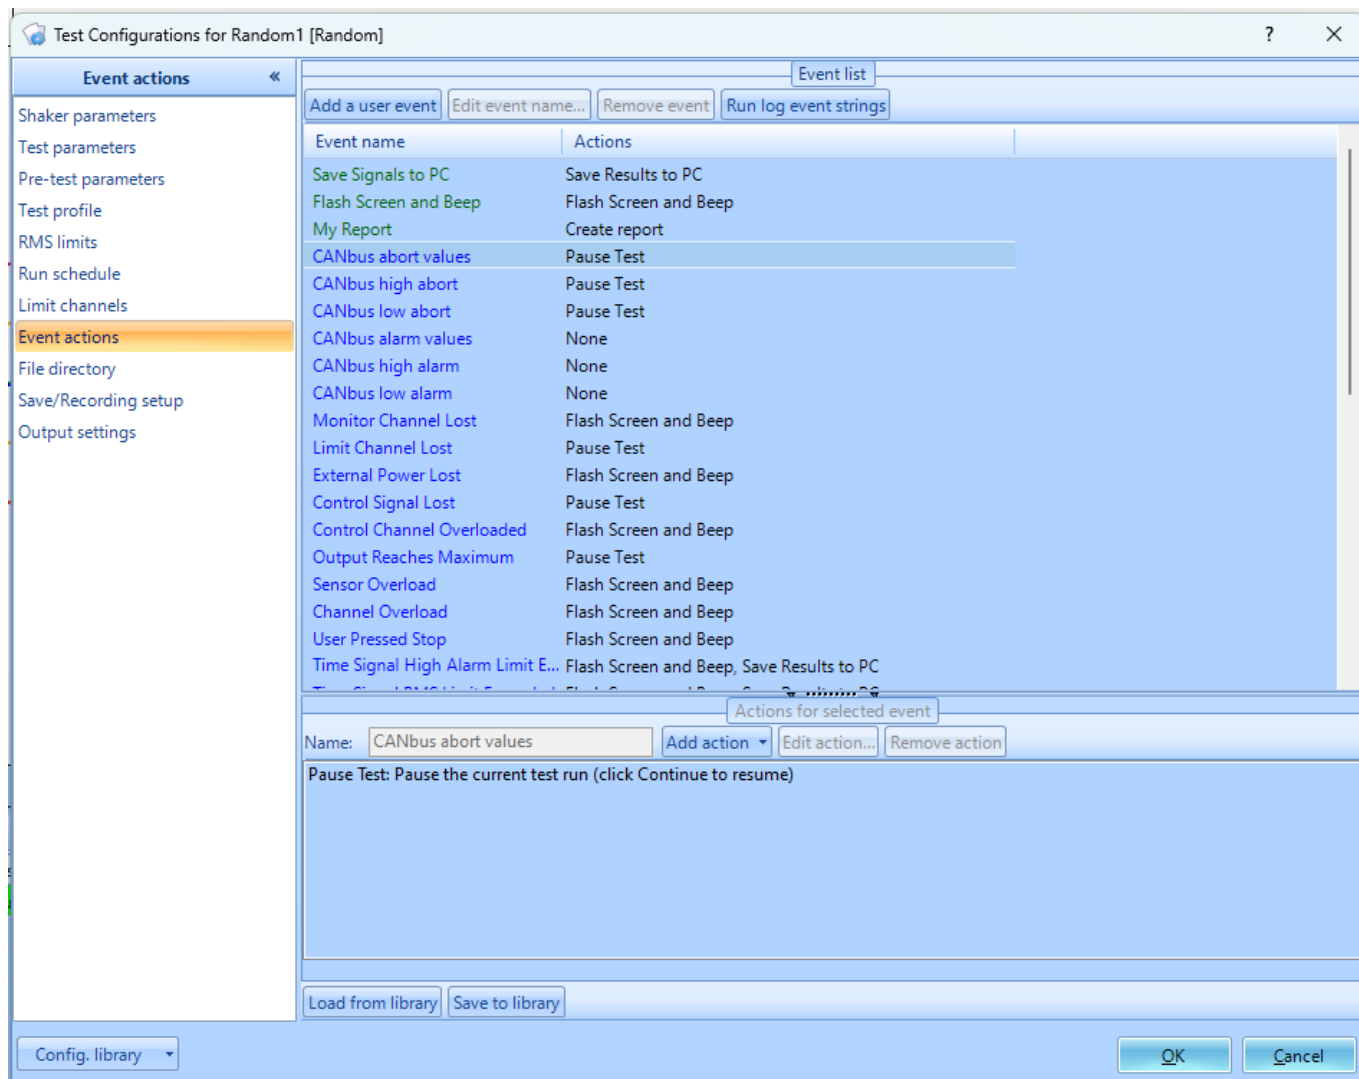 Test Configurations for Random1 [Random]
?
Event actions «
Shaker parameters
Test parameters
Pre-test parameters
Test profile
RMS limits
Run schedule
Limit channels
Event actions
File directory
Save/Recording setup
Output settings
Event list
Add a user event Edit event name... Remove event Run log event strings
Event name Actions
Save Signals to PC Save Results to PC
Flash Screen and Beep Flash Screen and Beep
My Report Create report
CANbus abort values Pause Test
CANbus high abort Pause Test
CANbus low abort Pause Test
CANbus alarm values None
CANbus high alarm None
CANbus low alarm None
Monitor Channel Lost Flash Screen and Beep
Limit Channel Lost Pause Test
External Power Lost Flash Screen and Beep
Control Signal Lost Pause Test
Control Channel Overloaded Flash Screen and Beep
Output Reaches Maximum Pause Test
Sensor Overload Flash Screen and Beep
Channel Overload Flash Screen and Beep
User Pressed Stop Flash Screen and Beep
Time Signal High Alarm Limit E... Flash Screen and Beep, Save Results to PC
Actions for selected event
Name: CANbus abort values Add action Edit action... Remove action
Pause Test: Pause the current test run (click Continue to resume)
Load from library Save to library
Config. library OK Cancel